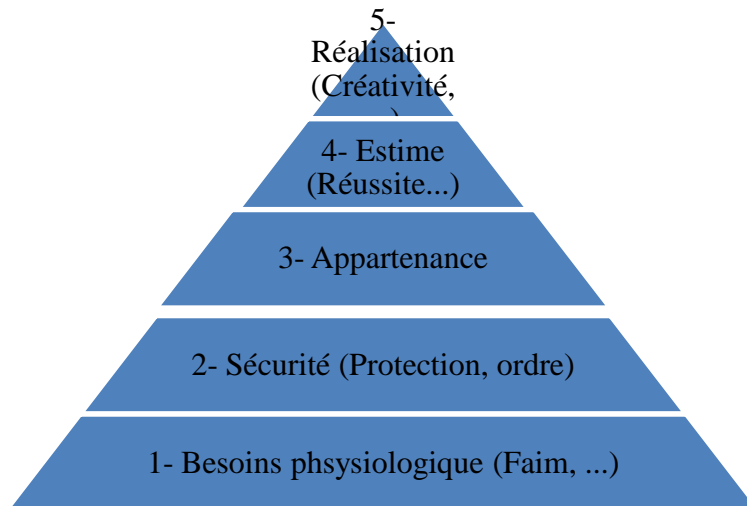 5-
Réalisation
(Créativité,
...)
4- Estime
(Réussite...)
3- Appartenance
2- Sécurité (Protection, ordre)
1- Besoins phsysiologique (Faim, ...)